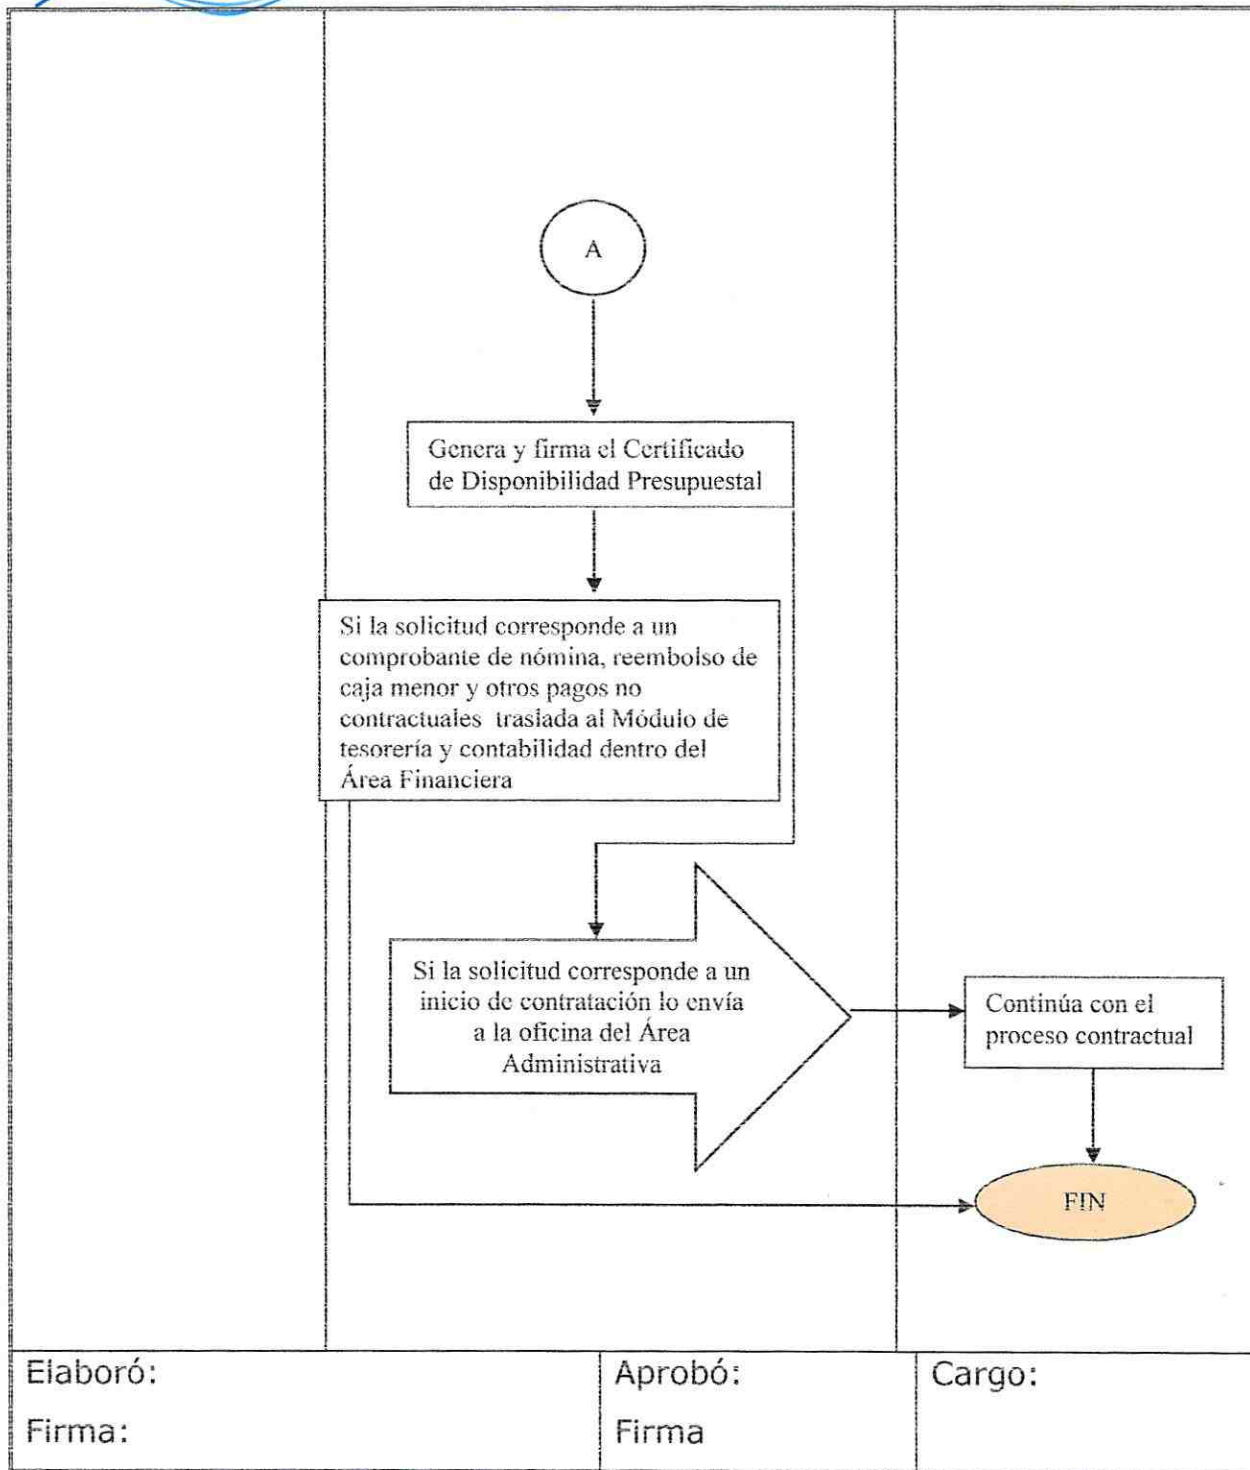 A
Genera y firma el Certificado
de Disponibilidad Presupuestal
Si la solicitud corresponde a un
comprobante de nómina, reembolso de
caja menor y otros pagos no
contractuales traslada al Módulo de
tesorería y contabilidad dentro del
Área Financiera
Si la solicitud corresponde a un
inicio de contratación lo envía
a la oficina del Área
Administrativa
Continúa con el
proceso contractual
FIN
Elaboró:
Firma:
Aprobó:
Firma
Cargo: